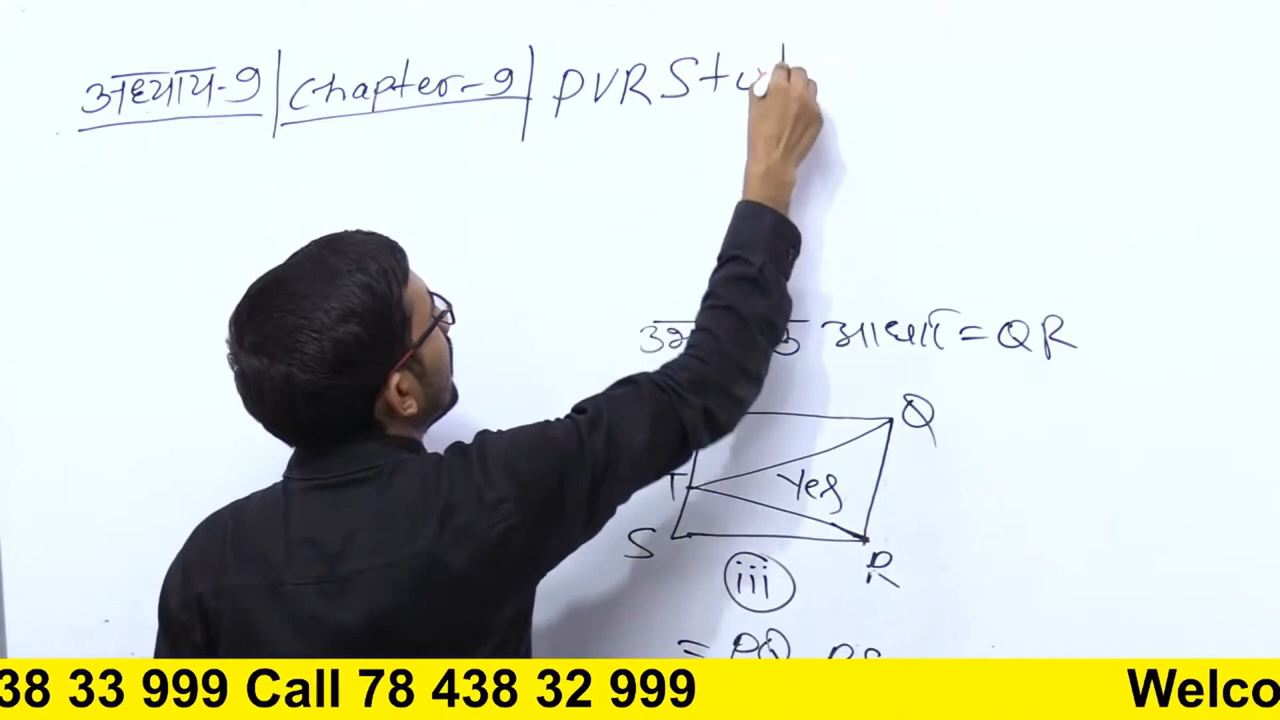 अध्याय-9 | Chapter-9 | PVR Stu
आधार = QR
Q
T
Yes
S
R
iii
= PQ
38 33 999 Call 78 438 32 999
Welco